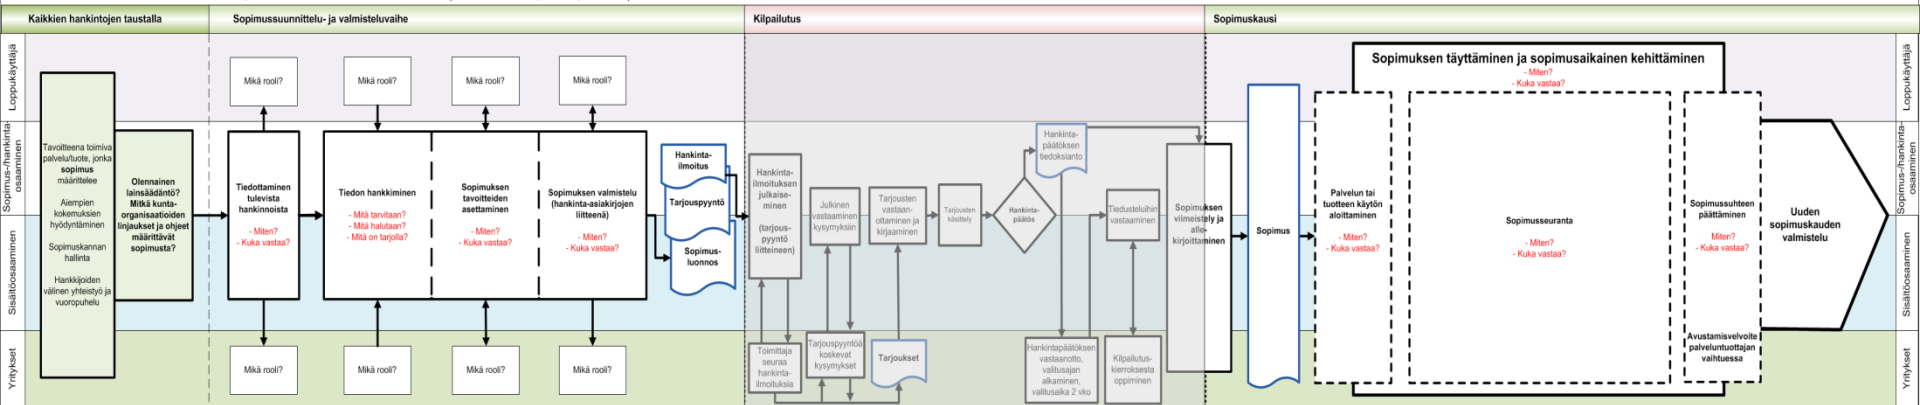 Kaikkien hankintojen taustalla
Sopimussuunnittelu- ja valmisteluvaihe
Kilpailutus
Sopimuskausi
Loppukäyttäjä
Sopimus-/hankinta-
osaaminen
Sisältöosaaminen
Yritykset
Tavoitteena toimiva
palvelu/tuote, jonka
sopimus
määrittelee
Aiempien
kokemuksien
hyödyntäminen
Sopimuskannan
hallinta
Hankkijoiden
välinen yhteistyö ja
vuoropuhelu
Olennainen
lainsäädäntö?
Mitkä kunta-
organisaatioiden
linjaukset ja ohjeet
määrittävät
sopimusta?
Mikä rooli?
Mikä rooli?
Mikä rooli?
Mikä rooli?
Tiedottaminen
tulevista
hankinnoista
- Miten?
- Kuka vastaa?
Tiedon hankkiminen
- Mitä tarvitaan?
- Mitä halutaan?
- Mitä on tarjolla?
Sopimuksen
tavoitteiden
asettaminen
- Miten?
- Kuka vastaa?
Sopimuksen valmistelu
(hankinta-asiakirjojen
liitteenä)
- Miten?
- Kuka vastaa?
Mikä rooli?
Mikä rooli?
Mikä rooli?
Mikä rooli?
Hankinta-
ilmoitus
Tarjouspyyntö
Sopimus-
luonnos
Hankinta-
ilmoituksen
julkaise-
minen
(tarjous-
pyyntö
liitteineen)
Toimittaja
seuraa
hankinta-
ilmoituksia
Julkinen
vastaaminen
kysymyksiin
Tarjouspyyntöä
koskevat
kysymykset
Tarjousten
vastaan-
ottaminen ja
kirjaaminen
Tarjoukset
Tarjousten
käsittely
Hankinta-
päätös
Hankinta-
päätöksen
tiedoksianto
Hankintapäätöksen
vastaanotto,
valitusajan
alkaminen,
valitusaika 2 vko
Tiedusteluihin
vastaaminen
Kilpailutus-
kierroksesta
oppiminen
Sopimuksen
viimeistely ja
alle-
kirjoittaminen
Sopimus
Sopimuksen täyttäminen ja sopimusaikainen kehittäminen
- Miten?
- Kuka vastaa?
Palvelun tai
tuotteen käytön
aloittaminen
- Miten?
- Kuka vastaa?
Sopimusseuranta
- Miten?
- Kuka vastaa?
Sopimussuhteen
päättäminen
Miten?
- Kuka vastaa?
Avustamisvelvoite
palveluntuottajan
vaihtuessa
Uuden
sopimuskauden
valmistelu
Loppukäyttäjä
Sopimus-/hankinta-
osaaminen
Sisältöosaaminen
Yritykset